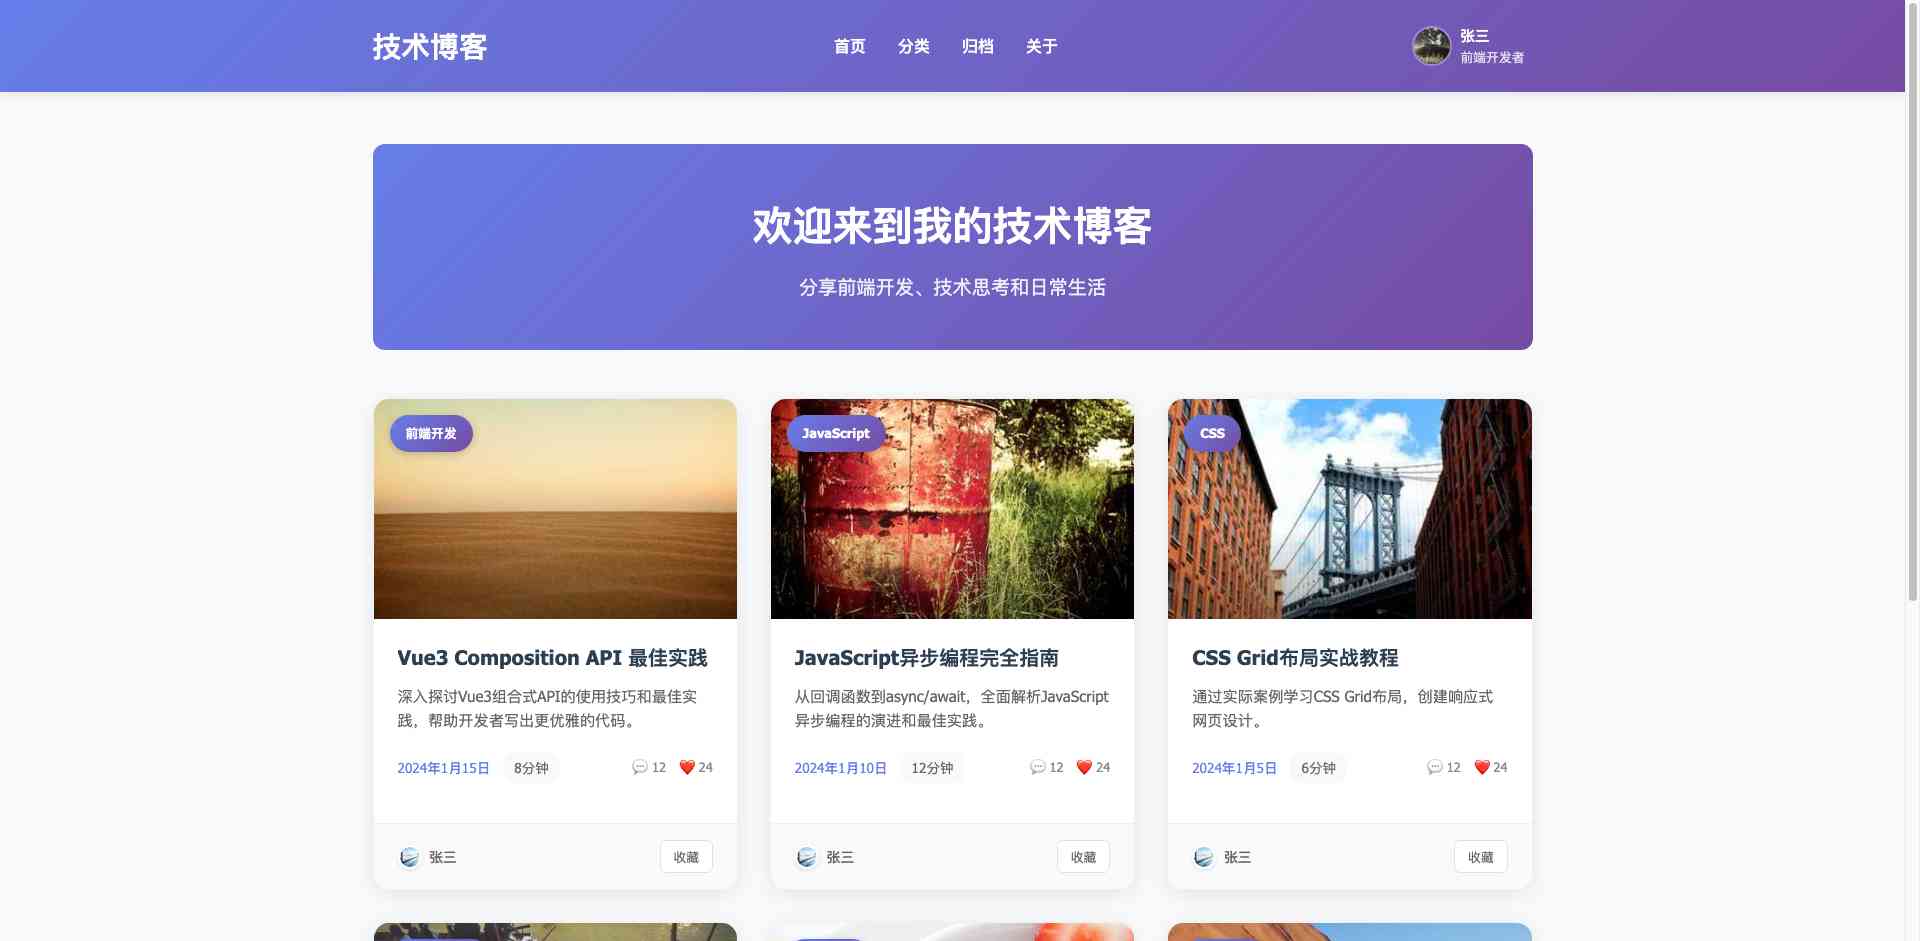 技术博客
首页
分类
归档
关于
张三
前端开发者
欢迎来到我的技术博客
分享前端开发、技术思考和日常生活
前端开发
Vue3 Composition API 最佳实践
深入探讨Vue3组合式API的使用技巧和最佳实
践，帮助开发者写出更优雅的代码。
2024年1月15日 8分钟 12 24
张三 收藏
JavaScript
JavaScript异步编程完全指南
从回调函数到async/await，全面解析JavaScript
异步编程的演进和最佳实践。
2024年1月10日 12分钟 12 24
张三 收藏
CSS
CSS Grid布局实战教程
通过实际案例学习CSS Grid布局，创建响应式
网页设计。
2024年1月5日 6分钟 12 24
张三 收藏